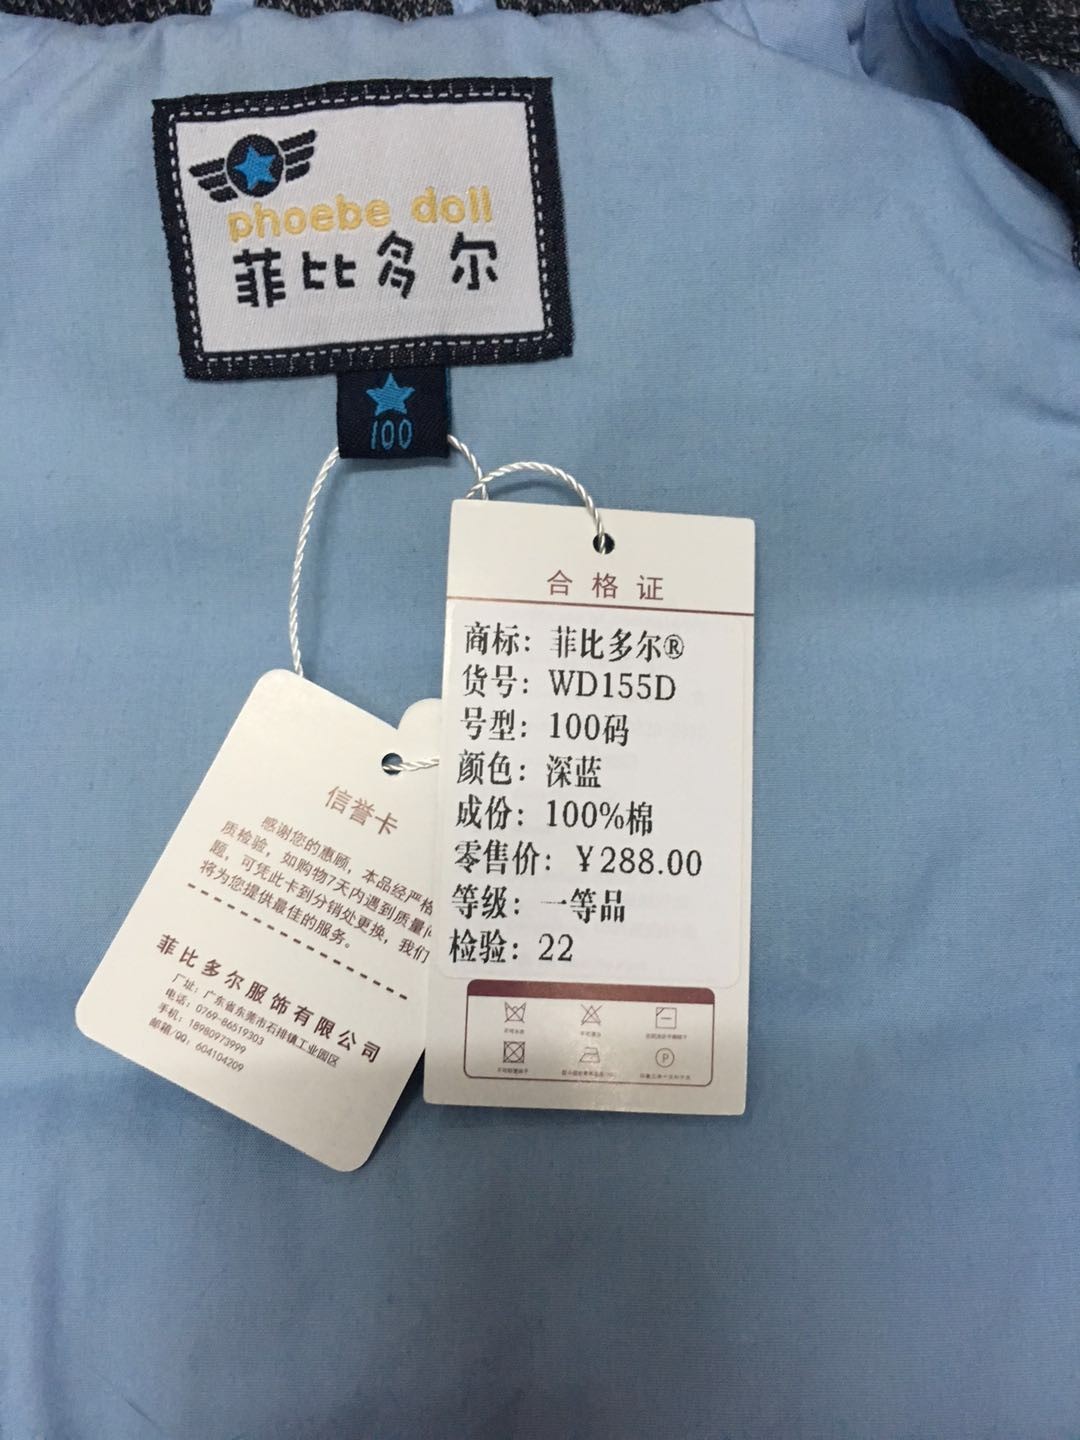 phoebe doll
菲比多尔
100
合格证
商标：菲比多尔®
货号：WD155D
号型：100码
颜色：深蓝
成份：100%棉
零售价：￥288.00
等级：一等品
检验：22
P
信誉卡
感谢您的惠顾，本品经严格
质检验，如购物7天内遇到质量问
题，可凭此卡到分销处更换，我们
将为您提供最佳的服务。
菲比多尔服饰有限公司
厂址：广东省东莞市石排镇工业园区
电话：0769-86519303
手机：18980973999
邮箱/QQ：604104209